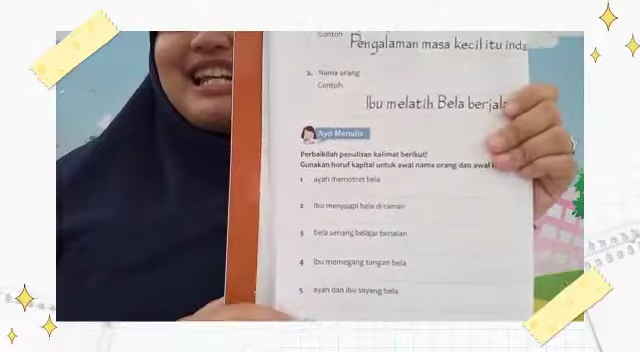 Contoh
Pengalaman masa kecil itu inda
2. Nama orang
Contoh
Ibu melatih Bela berjala
Ayo Menulis
Perbaikilah penulisan kalimat berikut!
Gunakan huruf kapital untuk awal nama orang dan awal k
1 ayah memotret bela
2 ibu menyuapi bela di taman
3 bela senang belajar berjalan
4 ibu memegang tangan bela
5 ayah dan ibu sayang bela